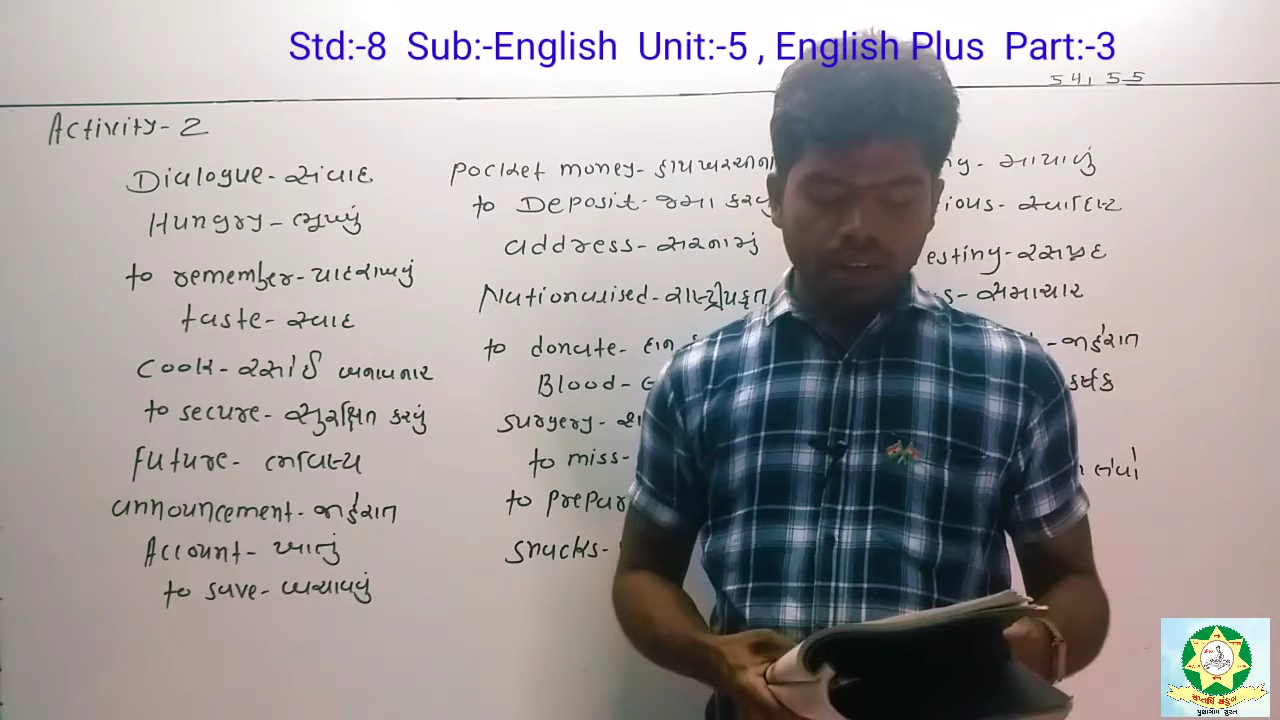 Std:-8 Sub:-English Unit:-5 , English Plus Part:-3
54, 55
Activity-2
Dialogue-સંવાદ
Hungry-ભૂખ્યું
to remember-યાદ રાખવું
taste-સ્વાદ
Cook-રસોઈ બનાવનાર
to secure-સુરક્ષિત કરવું
Future-ભવિષ્ય
announcement-જાહેરાત
Account-ખાતું
to save-બચાવવું
Pocket money-
to Deposit-જમા કરવું
address-સરનામું
Nationalised-રાષ્ટ્રીયકૃત
to donate-દાન
Blood-
Surgery-
to miss-
to prepar
Snacks-
ny-માયાળું
ious-સ્વાદિષ્ટ
esting-રસપ્રદ
s-સમાચાર
-જાહેરાત